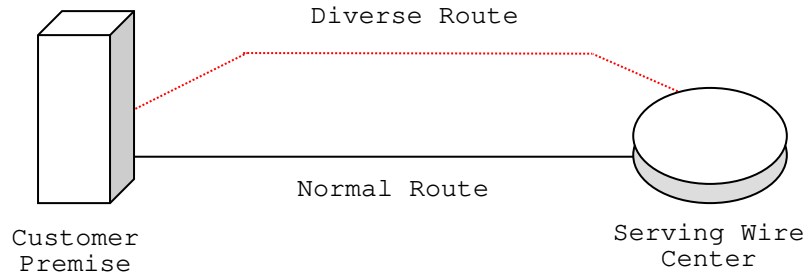 Diverse Route
Normal Route
Customer
Premise
Serving Wire
Center